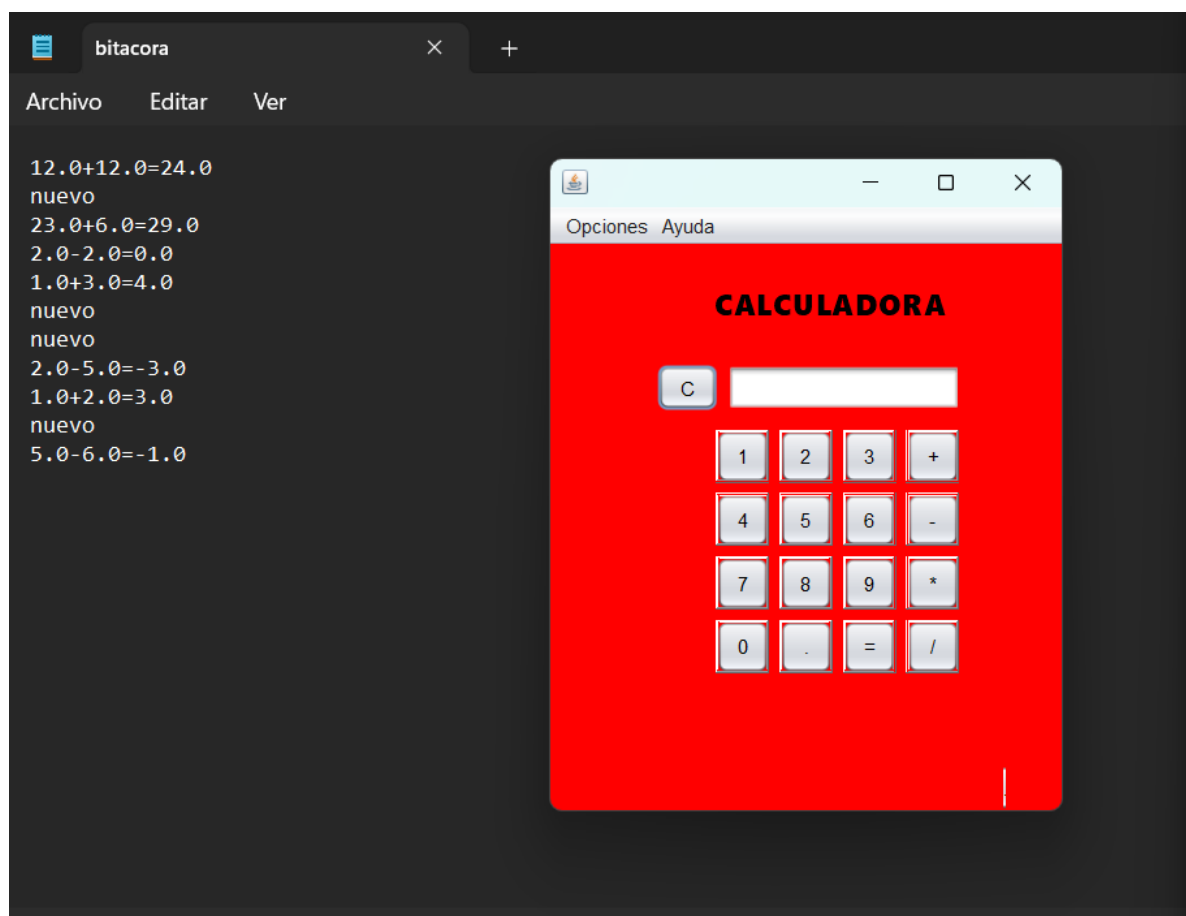 bitacora
Archivo Editar Ver
12.0+12.0=24.0
nuevo
23.0+6.0=29.0
2.0-2.0=0.0
1.0+3.0=4.0
nuevo
nuevo
2.0-5.0=-3.0
1.0+2.0=3.0
nuevo
5.0-6.0=-1.0
Opciones Ayuda
CALCULADORA
C
1 2 3 +
4 5 6 -
7 8 9 *
0 . = /